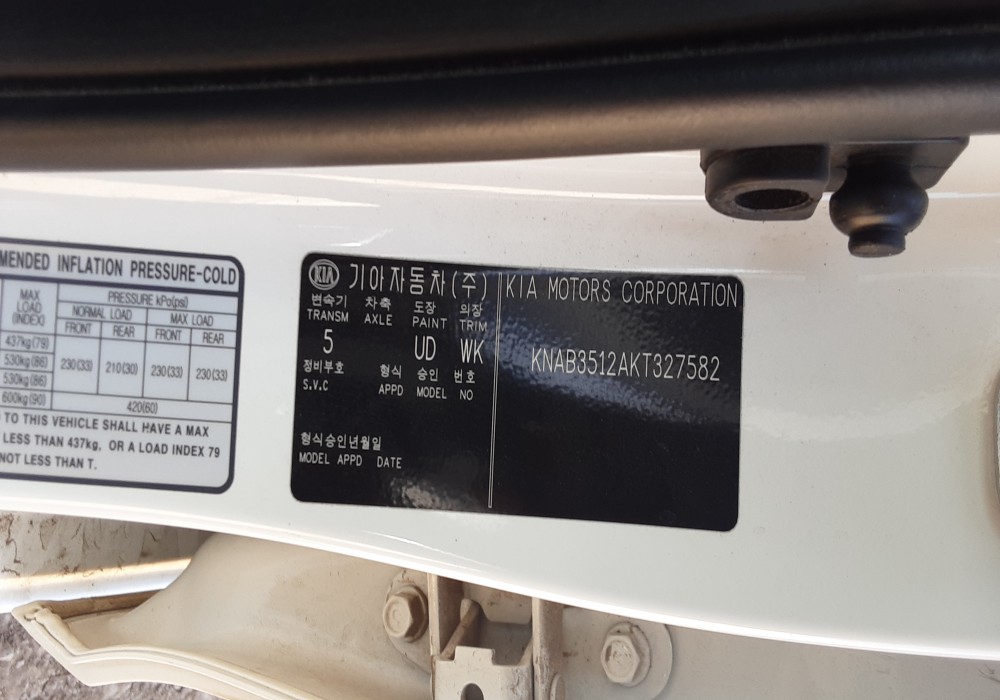 MENDED INFLATION PRESSURE-COLD
MAX LOAD (INDEX)
PRESSURE kPa(psi)
NORMAL LOAD MAX LOAD
FRONT REAR FRONT REAR
437kg(79)
530kg(86)
530kg(86)
230(33) 210(30) 230(33) 230(33)
600kg(90) 420(60)
TO THIS VEHICLE SHALL HAVE A MAX
LESS THAN 437kg, OR A LOAD INDEX 79
NOT LESS THAN T.
KIA 기아자동차(주) KIA MOTORS CORPORATION
변속기 차축 도장 의장
TRANSM AXLE PAINT TRIM
5 UD WK
KNAB3512AKT327582
정비부호 형식 승인 번호
S.V.C APPD MODEL NO
형식승인년월일
MODEL APPD DATE